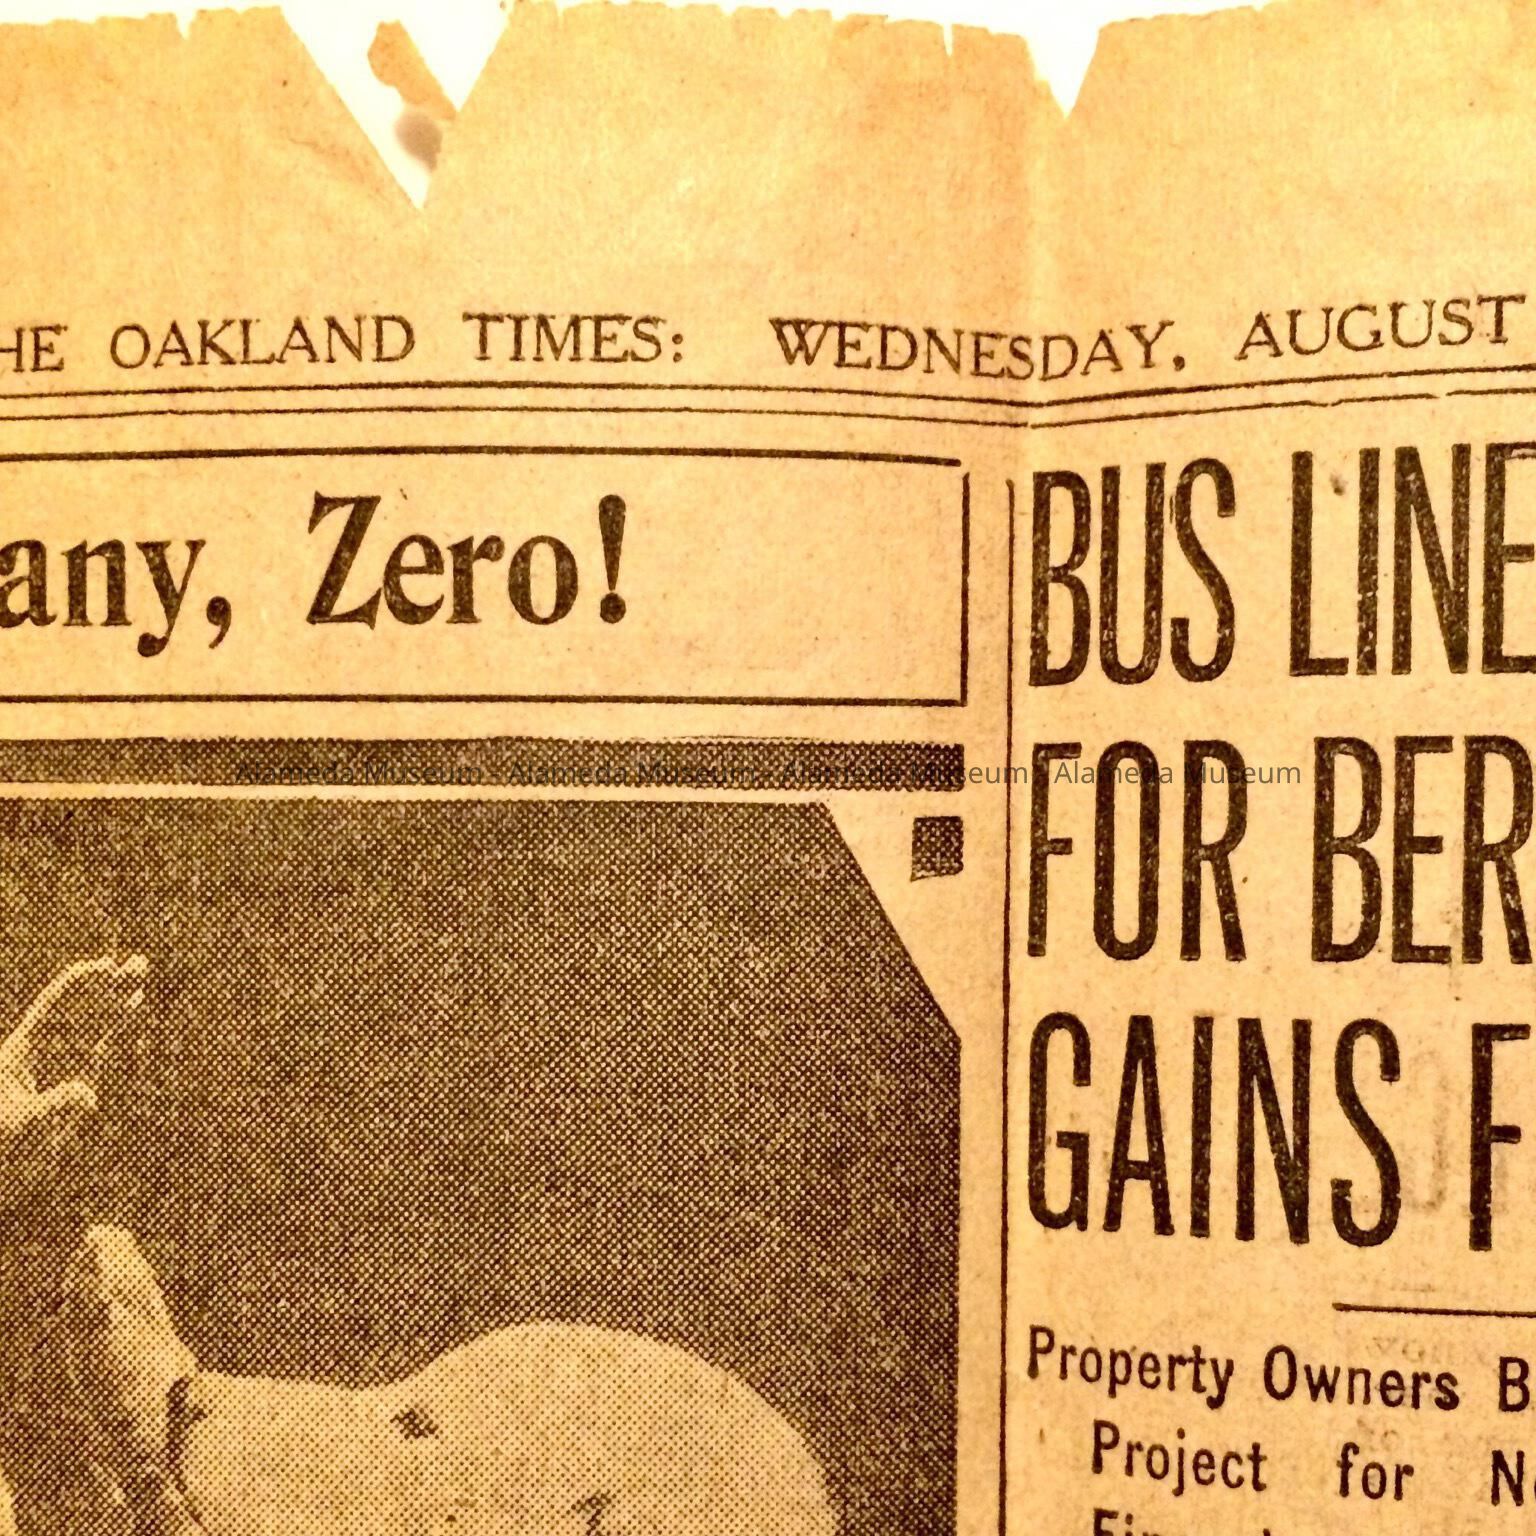 HE OAKLAND TIMES: WEDNESDAY, AUGUST
any, Zero!
BUS LINE
FOR BER
GAINS F
Property Owners B
Project for N
Alameda Museum - Alameda Museum - Alameda Museum - Alameda Museum